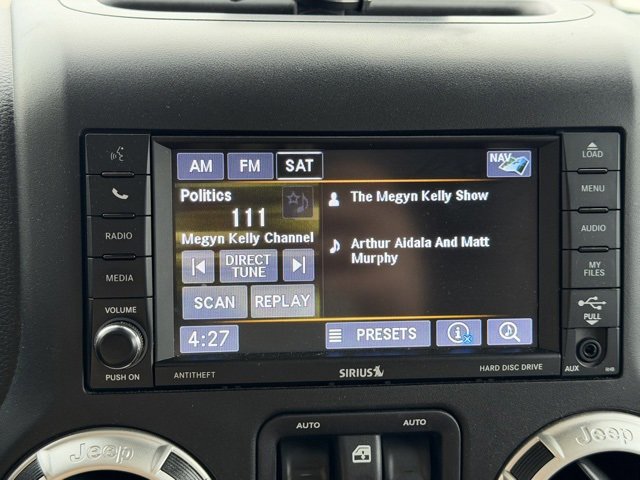 AM FM SAT NAV
Politics
111
Megyn Kelly Channel
DIRECT
TUNE
SCAN REPLAY
The Megyn Kelly Show
Arthur Aidala And Matt
Murphy
4:27 PRESETS
RADIO
MEDIA
VOLUME
PUSH ON
LOAD
MENU
AUDIO
MY
FILES
PULL
AUX RHB
ANTITHEFT SIRIUS HARD DISC DRIVE
AUTO AUTO
Jeep Jeep